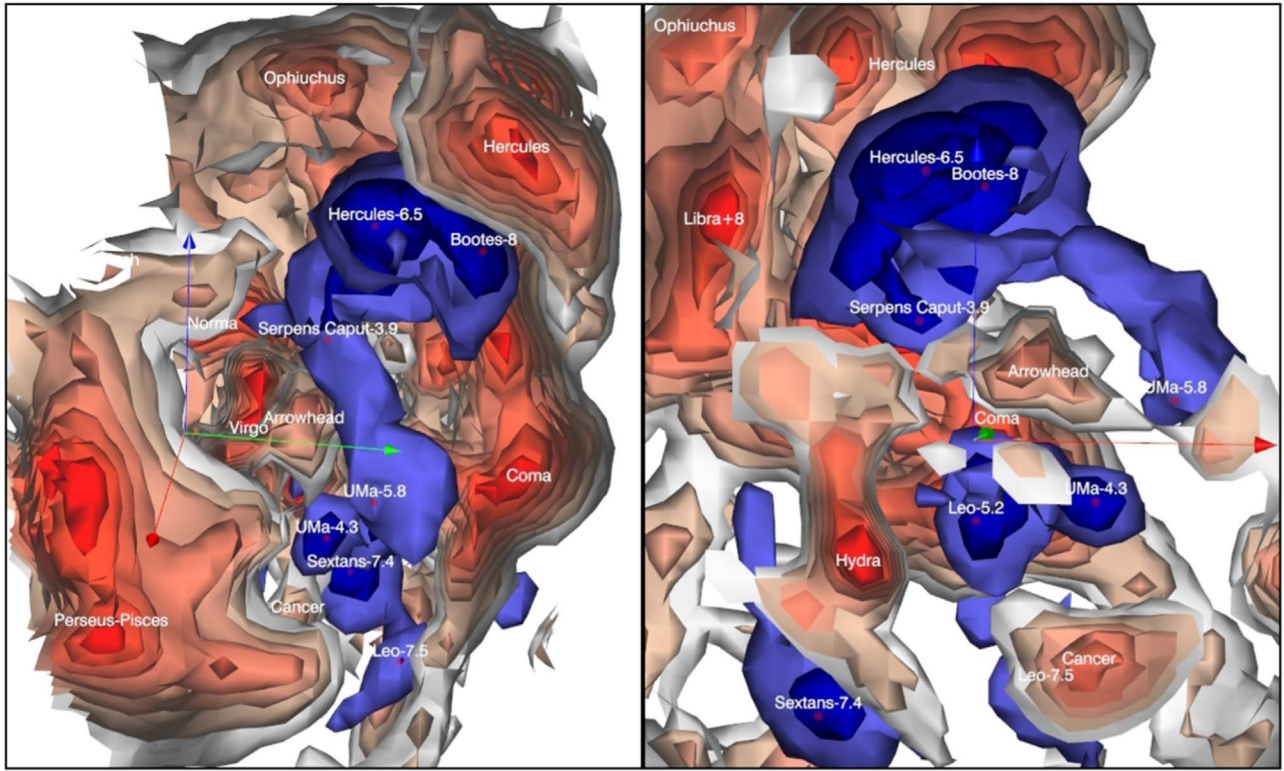 Ophiuchus
Hercules
Hercules-6.5
Bootes-8
Norma
Serpens Caput-3.9
Virgo
Arrowhead
Coma
UMa-5.8
UMa-4.3
Sextans-7.4
Cancer
Perseus-Pisces
Leo-7.5
Ophiuchus
Hercules
Hercules-6.5
Bootes-8
Libra+8
Serpens Caput-3.9
Arrowhead
UMa-5.8
Coma
UMa-4.3
Leo-5.2
Hydra
Cancer
Leo-7.5
Sextans-7.4